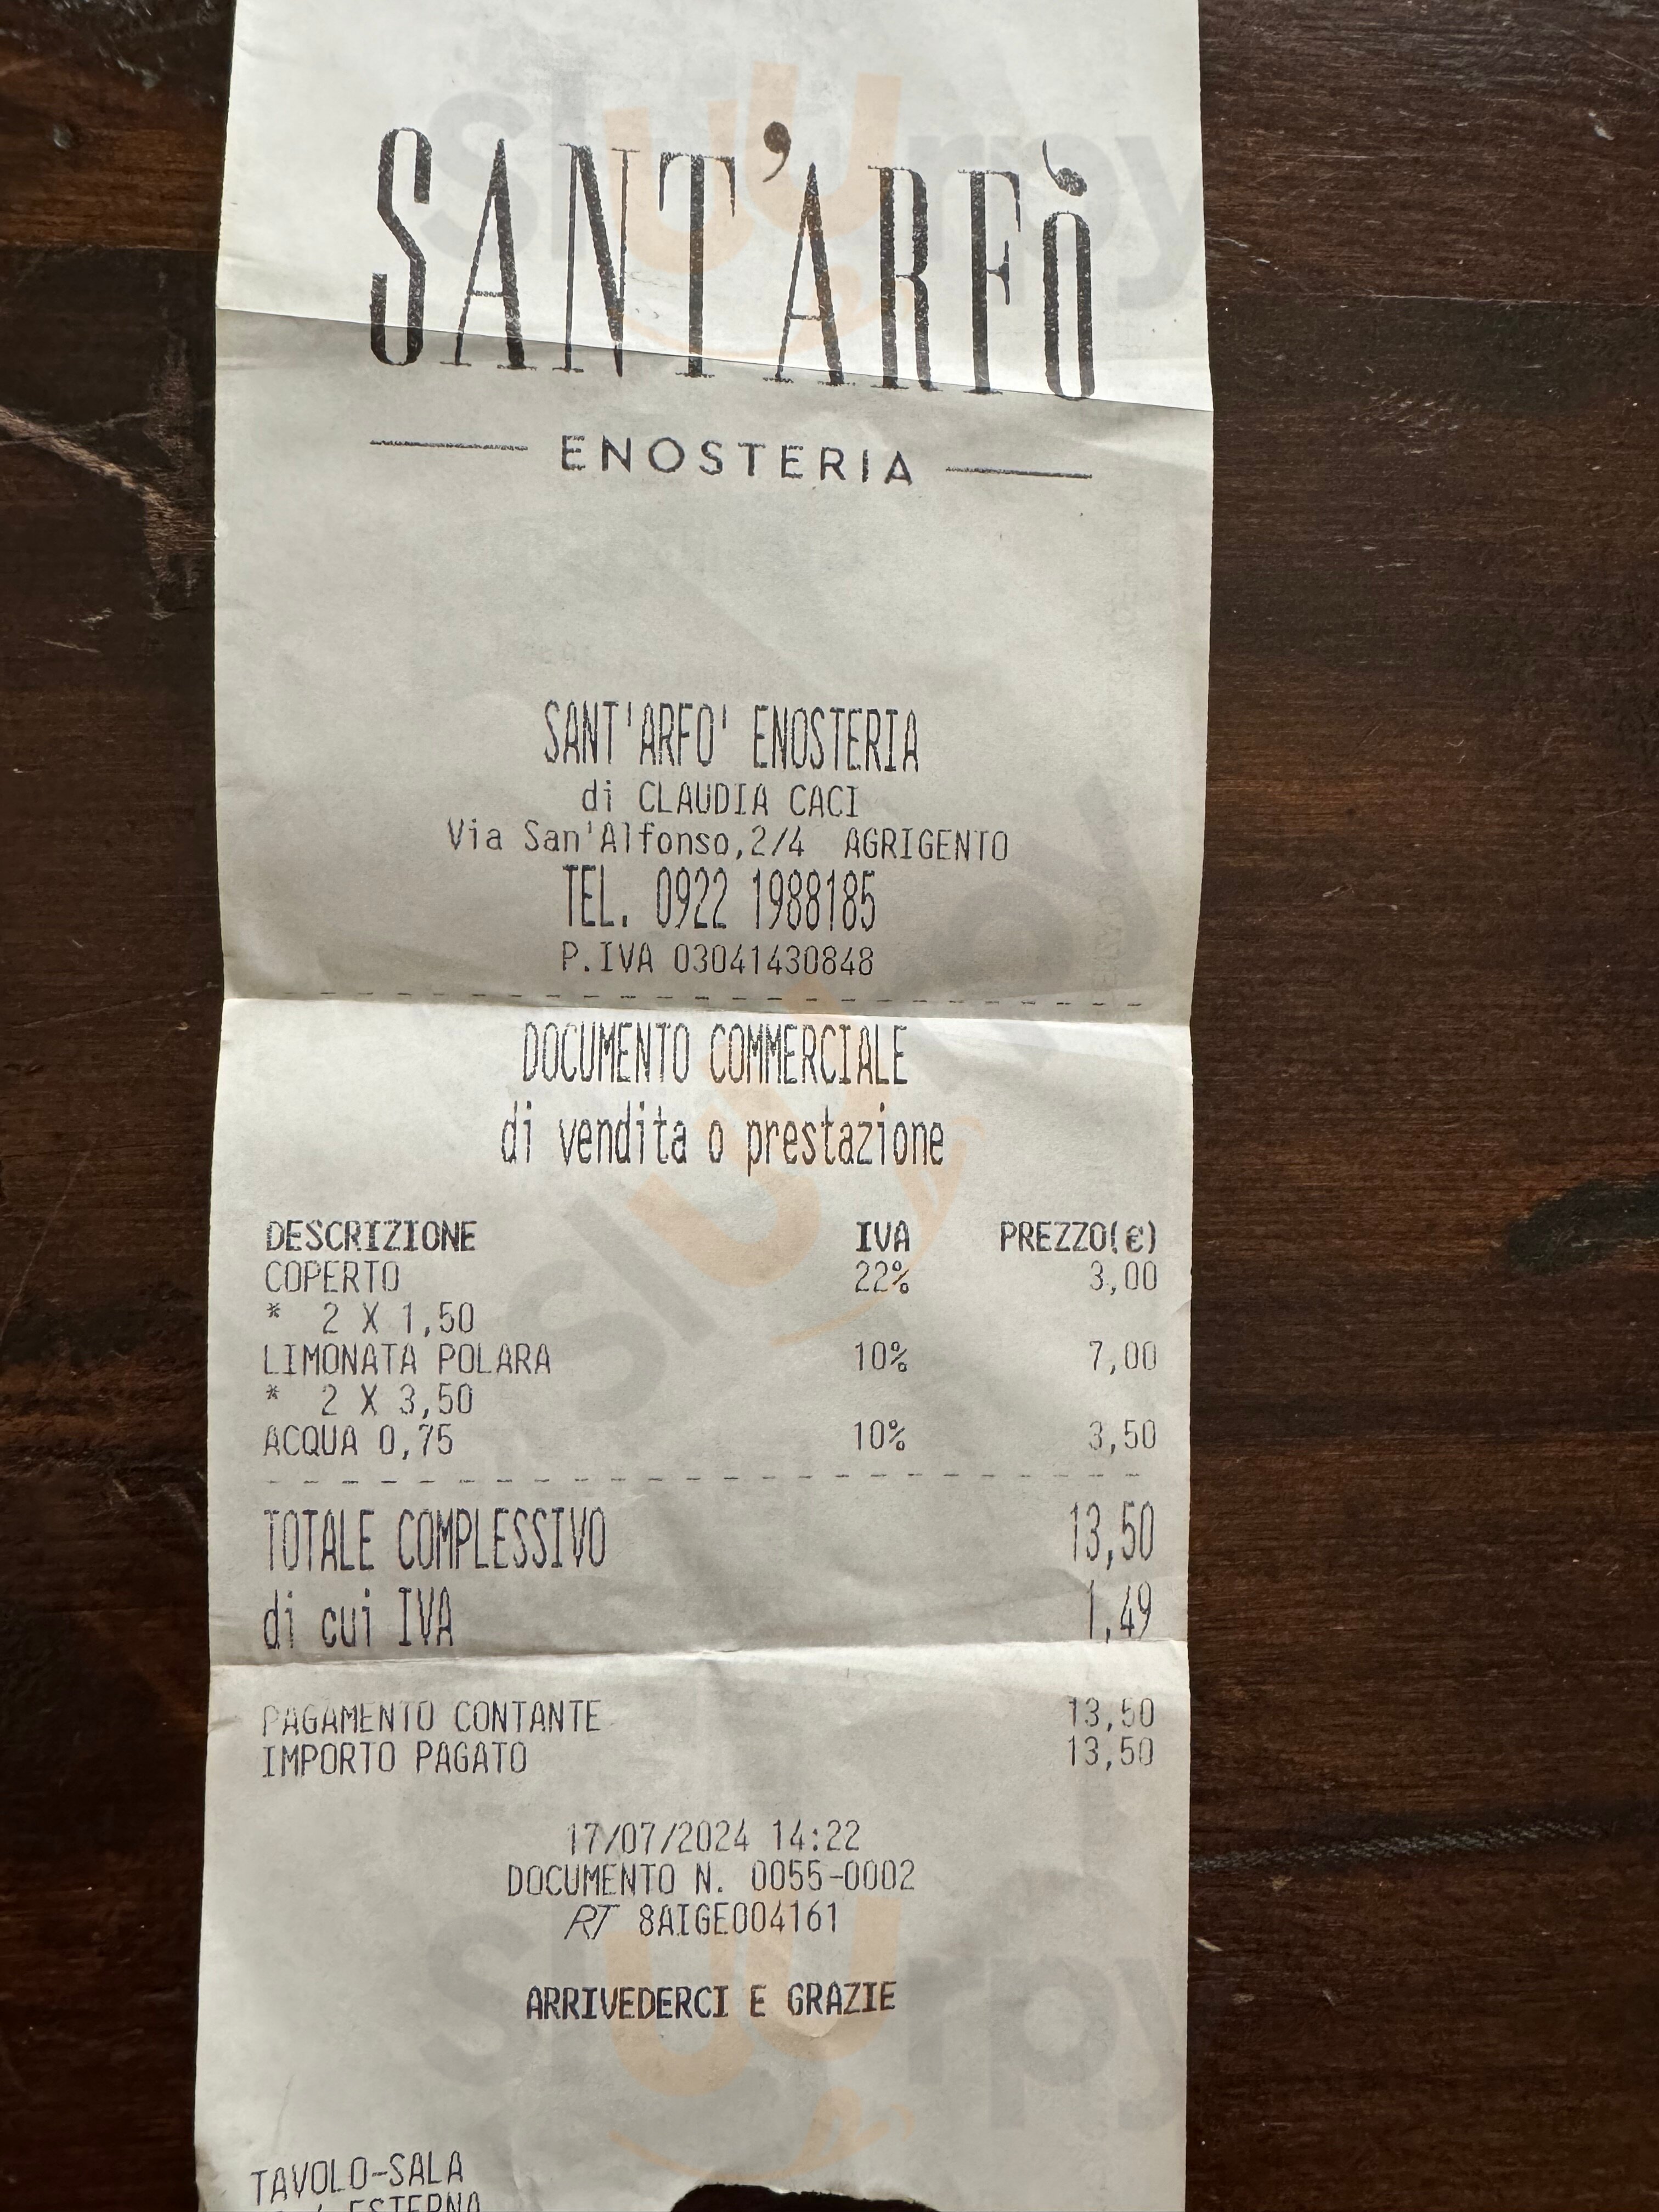 SANT'ARFÒ
ENOSTERIA
SANT'ARFO' ENOSTERIA
di CLAUDIA CACI
Via San'Alfonso,2/4 AGRIGENTO
TEL. 0922 1988185
P.IVA 03041430848
DOCUMENTO COMMERCIALE
di vendita o prestazione
DESCRIZIONE IVA PREZZO(€)
COPERTO 22% 3,00
* 2 X 1,50
LIMONATA POLARA 10% 7,00
* 2 X 3,50
ACQUA 0,75 10% 3,50
TOTALE COMPLESSIVO 13,50
di cui IVA 1,49
PAGAMENTO CONTANTE 13,50
IMPORTO PAGATO 13,50
17/07/2024 14:22
DOCUMENTO N. 0055-0002
RT 8AIGE004161
ARRIVEDERCI E GRAZIE
TAVOLO-SALA
ESTERNA
sluurpy
sluurpy
sluurpy